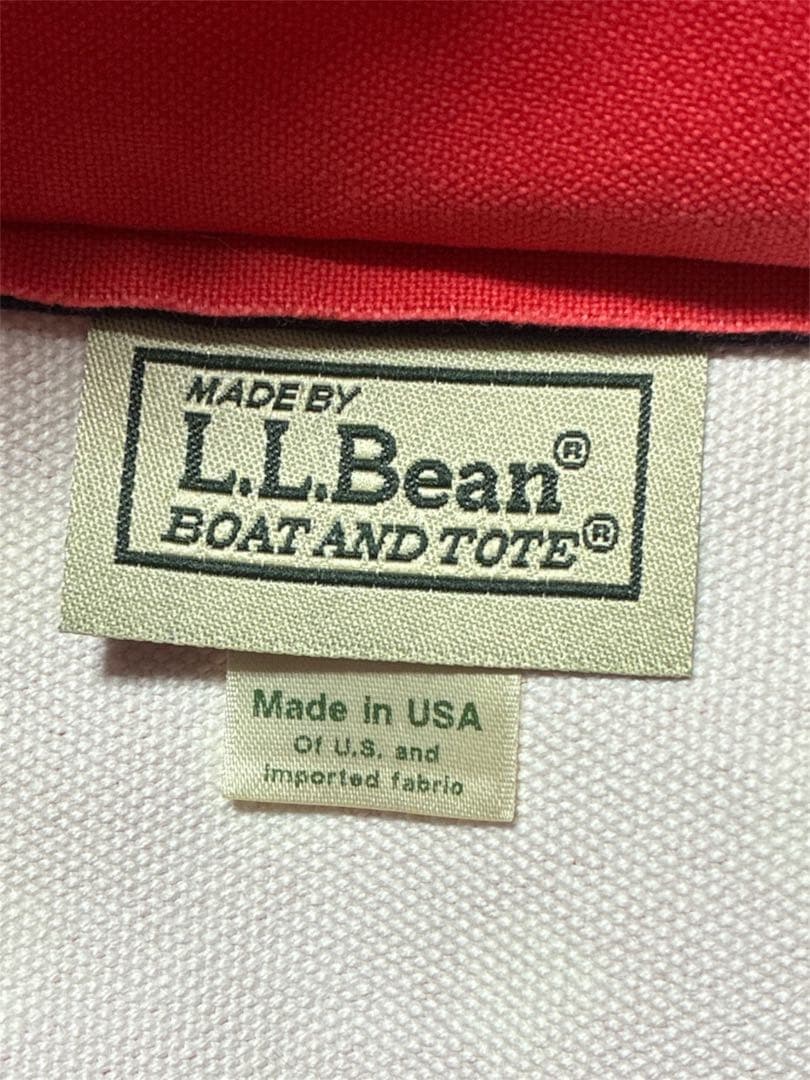 MADE BY
L.L.Bean®
BOAT AND TOTE®
Made in USA
Of U.S. and
imported fabric